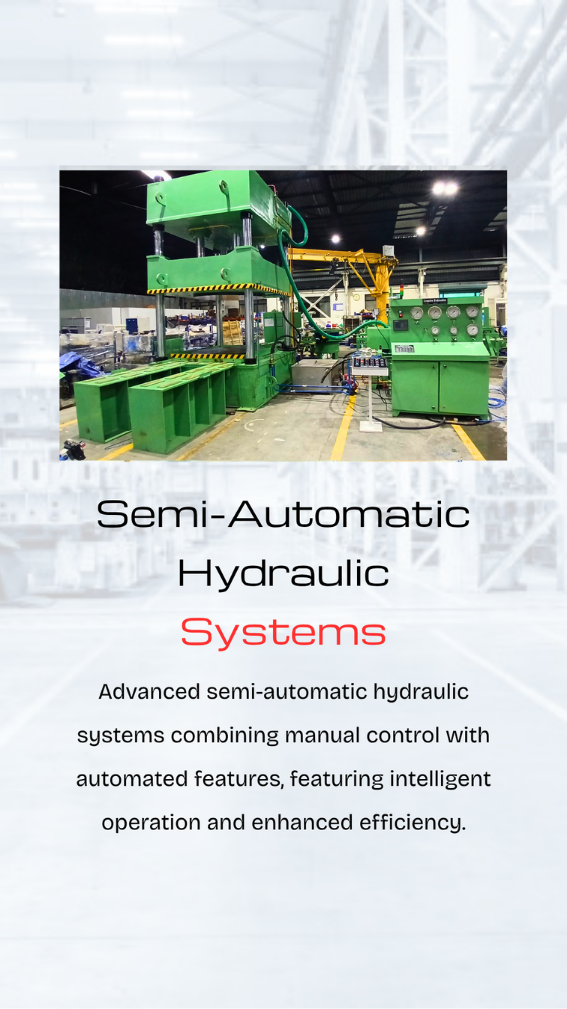 Semi-Automatic
Hydraulic
Systems
Advanced semi-automatic hydraulic
systems combining manual control with
automated features, featuring intelligent
operation and enhanced efficiency.